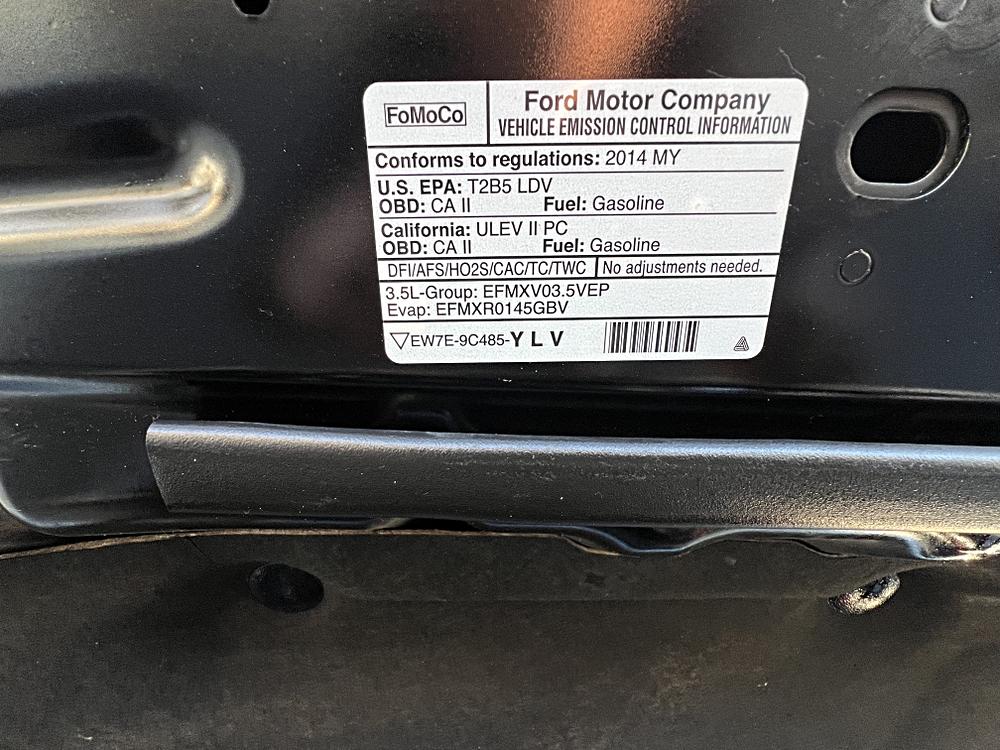 FoMoCo
Ford Motor Company
VEHICLE EMISSION CONTROL INFORMATION
Conforms to regulations: 2014 MY
U.S. EPA: T2B5 LDV
OBD: CA II Fuel: Gasoline
California: ULEV II PC
OBD: CA II Fuel: Gasoline
DFI/AFS/HO2S/CAC/TC/TWC No adjustments needed.
3.5L-Group: EFMXV03.5VEP
Evap: EFMXR0145GBV
EW7E-9C485-Y L V